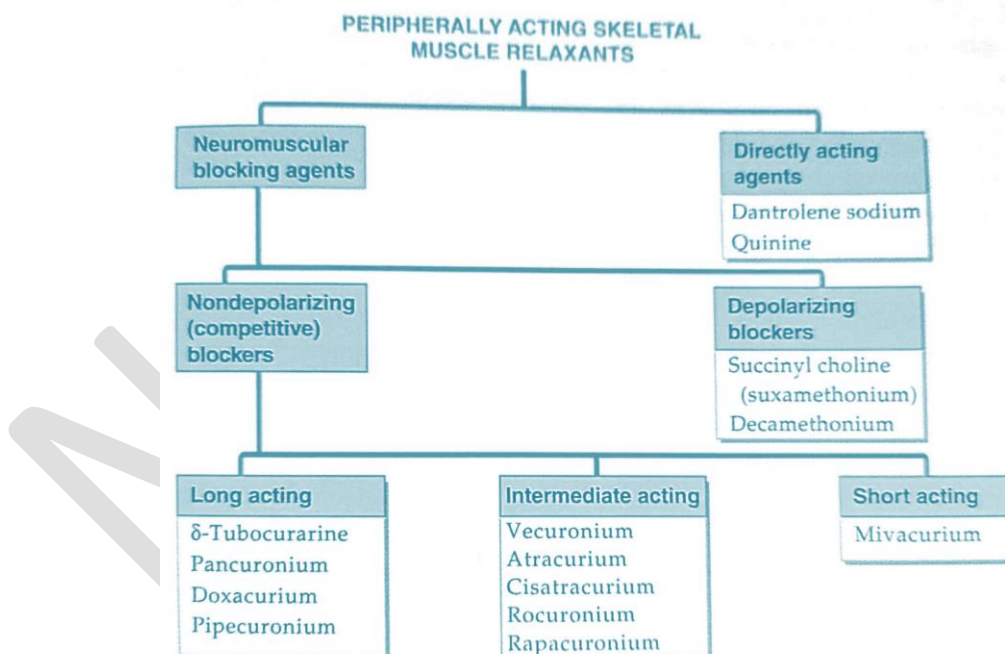 PERIPHERALLY ACTING SKELETAL
MUSCLE RELAXANTS
Neuromuscular
blocking agents
Directly acting
agents
Dantrolene sodium
Quinine
Nondepolarizing
(competitive)
blockers
Depolarizing
blockers
Succinyl choline
(suxamethonium)
Decamethonium
Long acting
δ-Tubocurarine
Pancuronium
Doxacurium
Pipecuronium
Intermediate acting
Vecuronium
Atracurium
Cisatracurium
Rocuronium
Rapacuronium
Short acting
Mivacurium